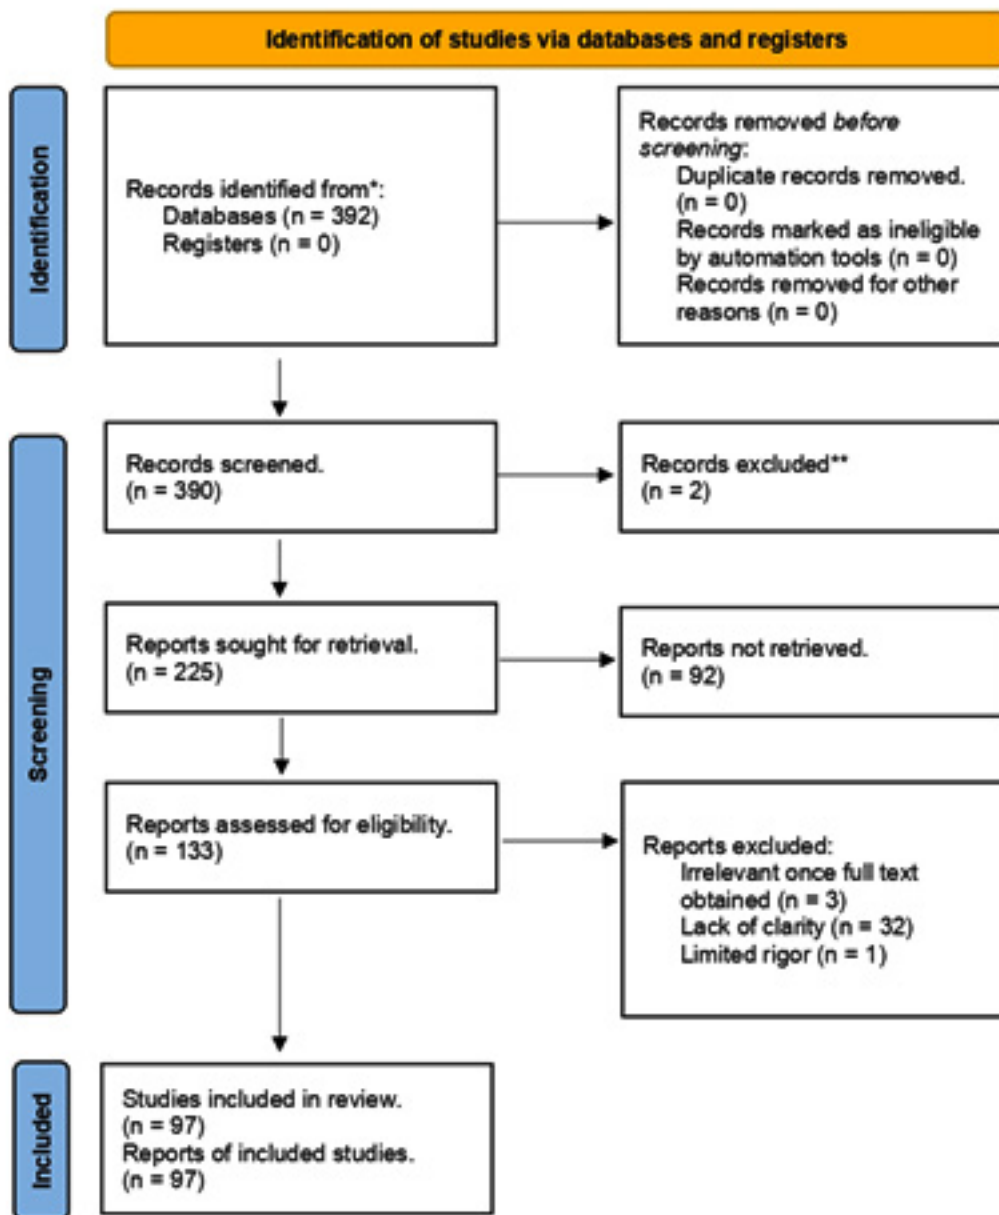 Identification of studies via databases and registers
Identification
Records identified from*:
Databases (n = 392)
Registers (n = 0)
Records removed before
screening:
Duplicate records removed.
(n = 0)
Records marked as ineligible
by automation tools (n = 0)
Records removed for other
reasons (n = 0)
Screening
Records screened.
(n = 390)
Records excluded**
(n = 2)
Reports sought for retrieval.
(n = 225)
Reports not retrieved.
(n = 92)
Reports assessed for eligibility.
(n = 133)
Reports excluded:
Irrelevant once full text
obtained (n = 3)
Lack of clarity (n = 32)
Limited rigor (n = 1)
Included
Studies included in review.
(n = 97)
Reports of included studies.
(n = 97)